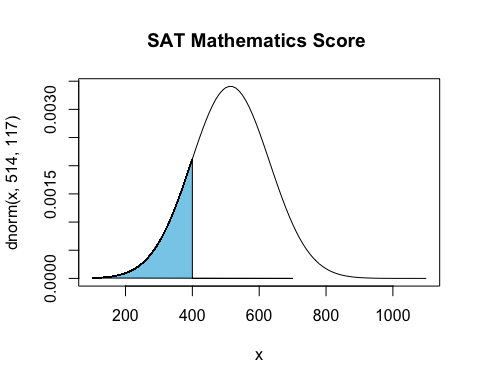 SAT Mathematics Score
dnorm(x, 514, 117)
0.0030
0.0015
0.0000
200 400 600 800 1000
x